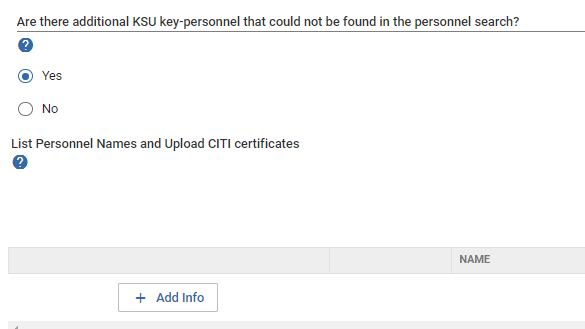 Are there additional KSU key-personnel that could not be found in the personnel search?
?
Yes
No
List Personnel Names and Upload CITI certificates
?
NAME
+ Add Info